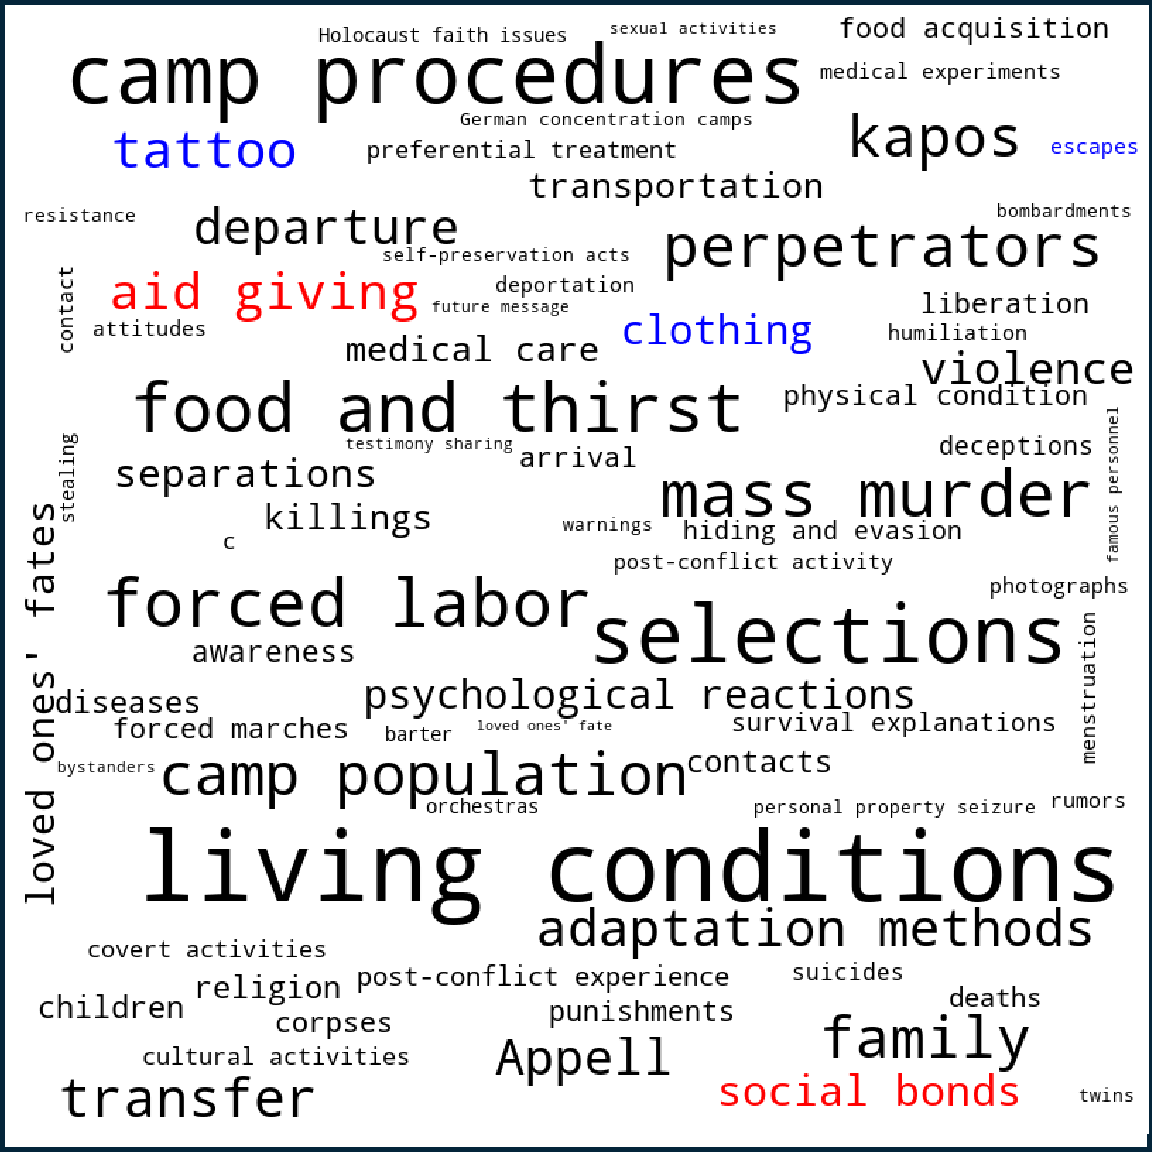 Holocaust faith issues
sexual activities
food acquisition
camp procedures
medical experiments
German concentration camps
kapos
tattoo
preferential treatment
escapes
transportation
resistance
departure
bombardments
self-preservation acts
perpetrators
contact
aid giving
deportation
future message
liberation
attitudes
clothing
humiliation
medical care
violence
physical condition
food and thirst
famous personnel
stealing
testimony sharing
arrival
deceptions
separations
mass murder
killings
warnings
hiding and evasion
c
post-conflict activity
photographs
loved ones' fates
forced labor
selections
awareness
menstruation
diseases
psychological reactions
forced marches
barter
loved ones' fate
survival explanations
bystanders
camp population
contacts
orchestras
personal property seizure
rumors
living conditions
adaptation methods
covert activities
post-conflict experience
suicides
religion
children
deaths
punishments
corpses
family
cultural activities
Appell
transfer
social bonds
twins